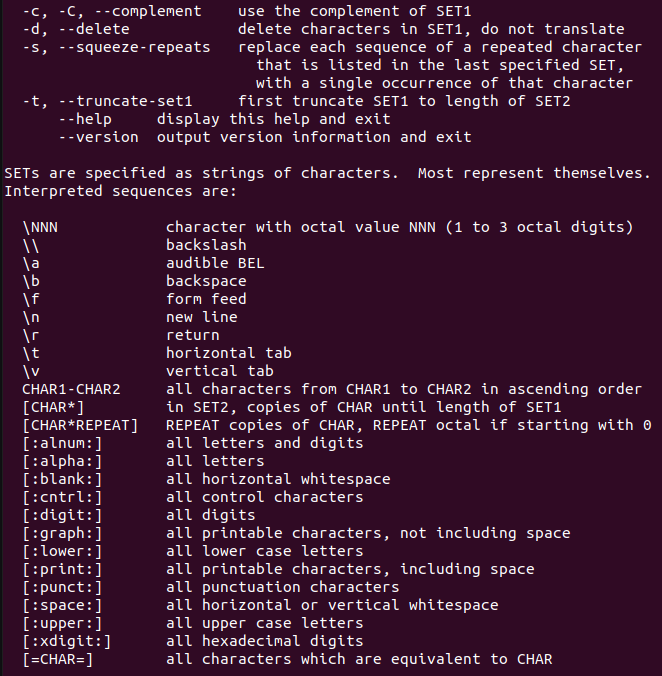 -c, -C, --complement    use the complement of SET1
-d, --delete            delete characters in SET1, do not translate
-s, --squeeze-repeats   replace each sequence of a repeated character
                          that is listed in the last specified SET,
                          with a single occurrence of that character
-t, --truncate-set1     first truncate SET1 to length of SET2
    --help     display this help and exit
    --version  output version information and exit

SETs are specified as strings of characters.  Most represent themselves.
Interpreted sequences are:

  \NNN            character with octal value NNN (1 to 3 octal digits)
  \\              backslash
  \a              audible BEL
  \b              backspace
  \f              form feed
  \n              new line
  \r              return
  \t              horizontal tab
  \v              vertical tab
  CHAR1-CHAR2     all characters from CHAR1 to CHAR2 in ascending order
  [CHAR*]         in SET2, copies of CHAR until length of SET1
  [CHAR*REPEAT]   REPEAT copies of CHAR, REPEAT octal if starting with 0
  [:alnum:]       all letters and digits
  [:alpha:]       all letters
  [:blank:]       all horizontal whitespace
  [:cntrl:]       all control characters
  [:digit:]       all digits
  [:graph:]       all printable characters, not including space
  [:lower:]       all lower case letters
  [:print:]       all printable characters, including space
  [:punct:]       all punctuation characters
  [:space:]       all horizontal or vertical whitespace
  [:upper:]       all upper case letters
  [:xdigit:]      all hexadecimal digits
  [=CHAR=]        all characters which are equivalent to CHAR